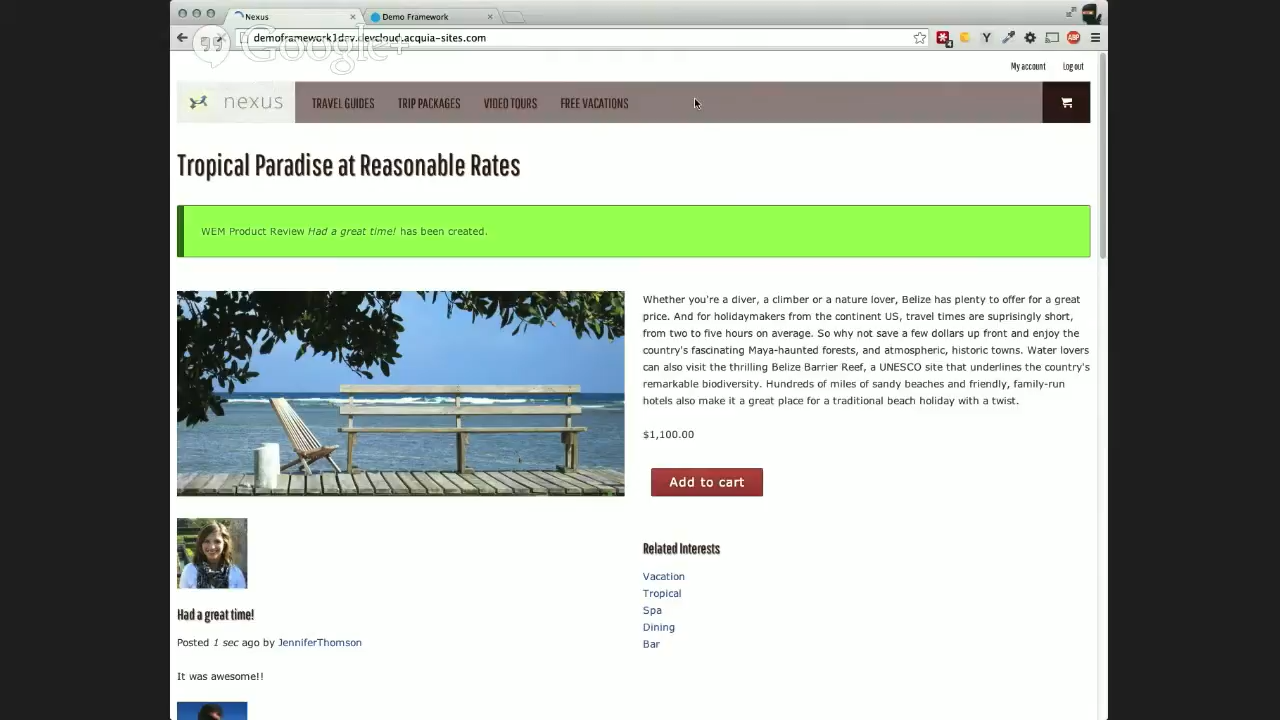 Nexus
Demo Framework
Google+
demoframework1day.devcloud.acquia-sites.com
My account Log out
nexus TRAVEL GUIDES TRIP PACKAGES VIDEO TOURS FREE VACATIONS
Tropical Paradise at Reasonable Rates
WEM Product Review Had a great time! has been created.
Whether you're a diver, a climber or a nature lover, Belize has plenty to offer for a great
price. And for holidaymakers from the continent US, travel times are suprisingly short,
from two to five hours on average. So why not save a few dollars up front and enjoy the
country's fascinating Maya-haunted forests, and atmospheric, historic towns. Water lovers
can also visit the thrilling Belize Barrier Reef, a UNESCO site that underlines the country's
remarkable biodiversity. Hundreds of miles of sandy beaches and friendly, family-run
hotels also make it a great place for a traditional beach holiday with a twist.
$1,100.00
Add to cart
Related Interests
Vacation
Tropical
Spa
Dining
Bar
Had a great time!
Posted 1 sec ago by JenniferThomson
It was awesome!!